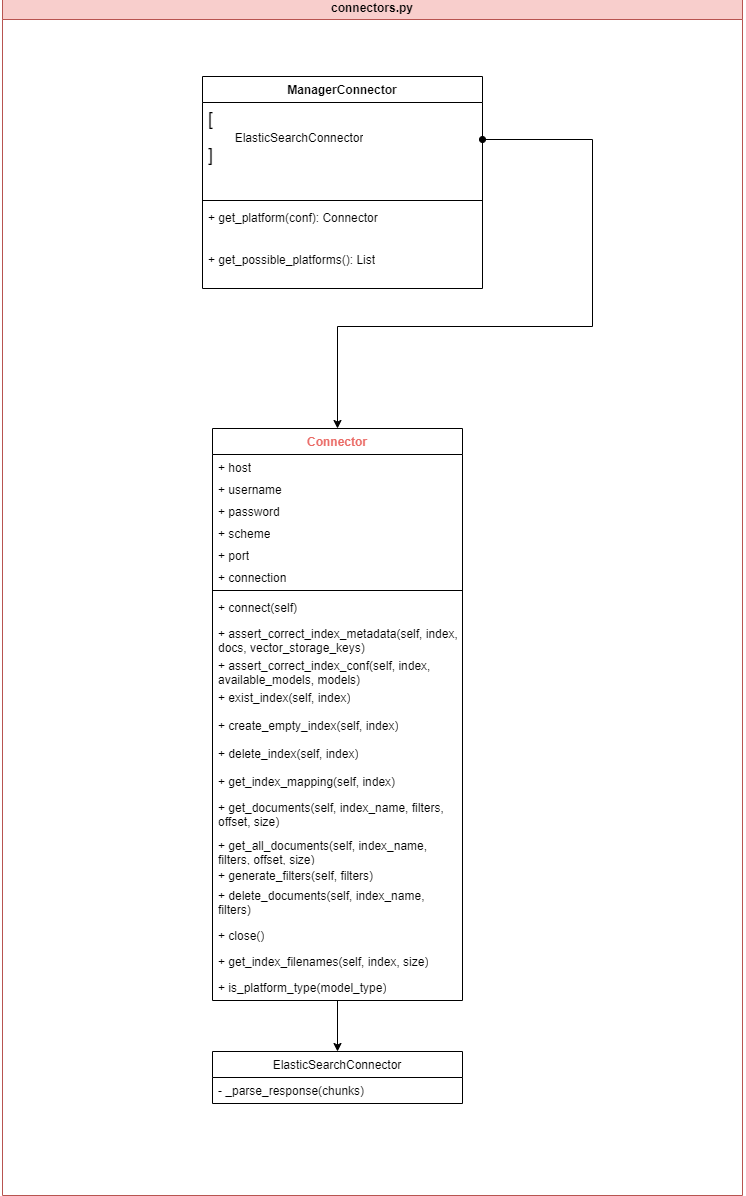 connectors.py
ManagerConnector
[
ElasticSearchConnector
]
+ get_platform(conf): Connector
+ get_possible_platforms(): List
Connector
+ host
+ username
+ password
+ scheme
+ port
+ connection
+ connect(self)
+ assert_correct_index_metadata(self, index,
docs, vector_storage_keys)
+ assert_correct_index_conf(self, index,
available_models, models)
+ exist_index(self, index)
+ create_empty_index(self, index)
+ delete_index(self, index)
+ get_index_mapping(self, index)
+ get_documents(self, index_name, filters,
offset, size)
+ get_all_documents(self, index_name,
filters, offset, size)
+ generate_filters(self, filters)
+ delete_documents(self, index_name,
filters)
+ close()
+ get_index_filenames(self, index, size)
+ is_platform_type(model_type)
ElasticSearchConnector
- _parse_response(chunks)